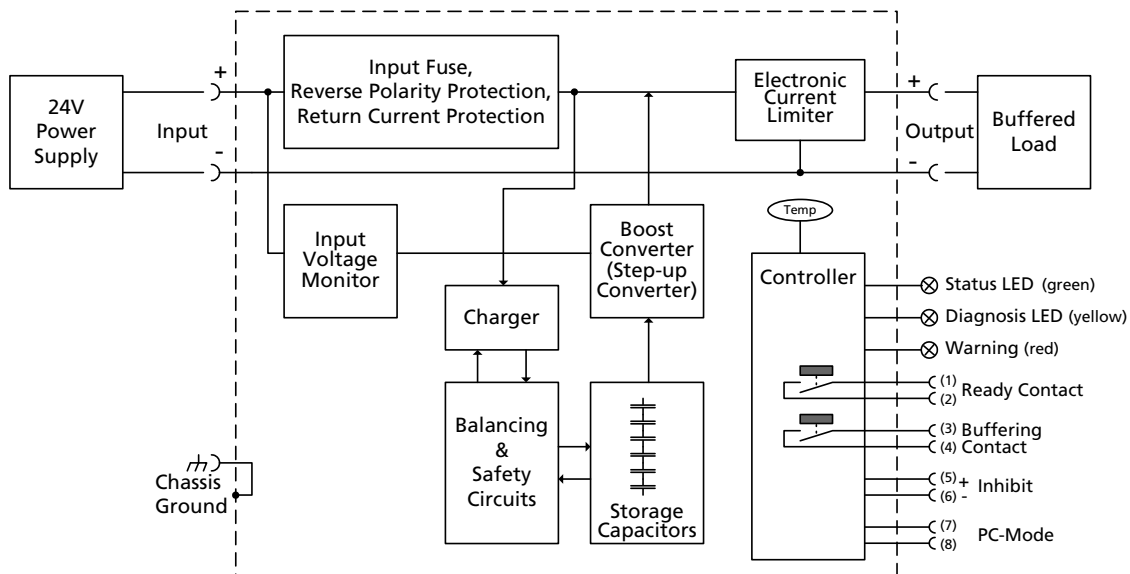 24V
Power
Supply
+
Input
-
Input Fuse,
Reverse Polarity Protection,
Return Current Protection
Electronic
Current
Limiter
+
Output
-
Buffered
Load
Input
Voltage
Monitor
Boost
Converter
(Step-up
Converter)
Charger
Balancing
&
Safety
Circuits
Storage
Capacitors
Chassis
Ground
Temp
Controller
Status LED (green)
Diagnosis LED (yellow)
Warning (red)
(1)
Ready Contact
(2)
(3) Buffering
(4) Contact
(5) + Inhibit
(6) -
(7)
PC-Mode
(8)